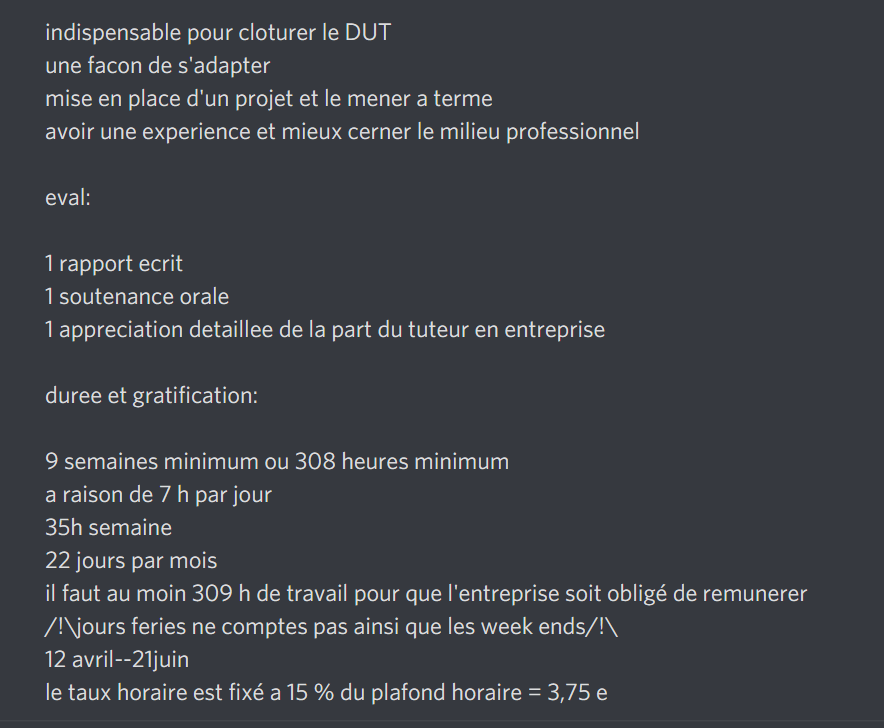 indispensable pour cloturer le DUT
une facon de s'adapter
mise en place d'un projet et le mener a terme
avoir une experience et mieux cerner le milieu professionnel
eval:
1 rapport ecrit
1 soutenance orale
1 appreciation detaillee de la part du tuteur en entreprise
duree et gratification:
9 semaines minimum ou 308 heures minimum
a raison de 7 h par jour
35h semaine
22 jours par mois
il faut au moin 309 h de travail pour que l'entreprise soit obligé de remunerer
/!\jours feries ne comptes pas ainsi que les week ends/!\
12 avril--21juin
le taux horaire est fixé a 15 % du plafond horaire = 3,75 e